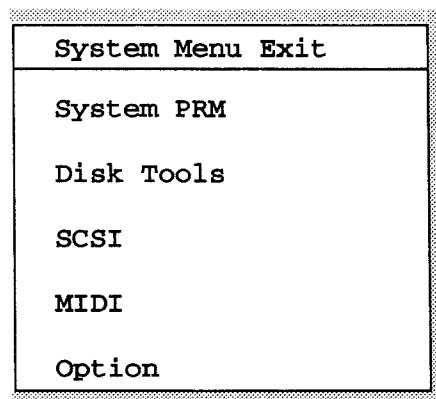 System Menu Exit
System PRM
Disk Tools
SCSI
MIDI
Option